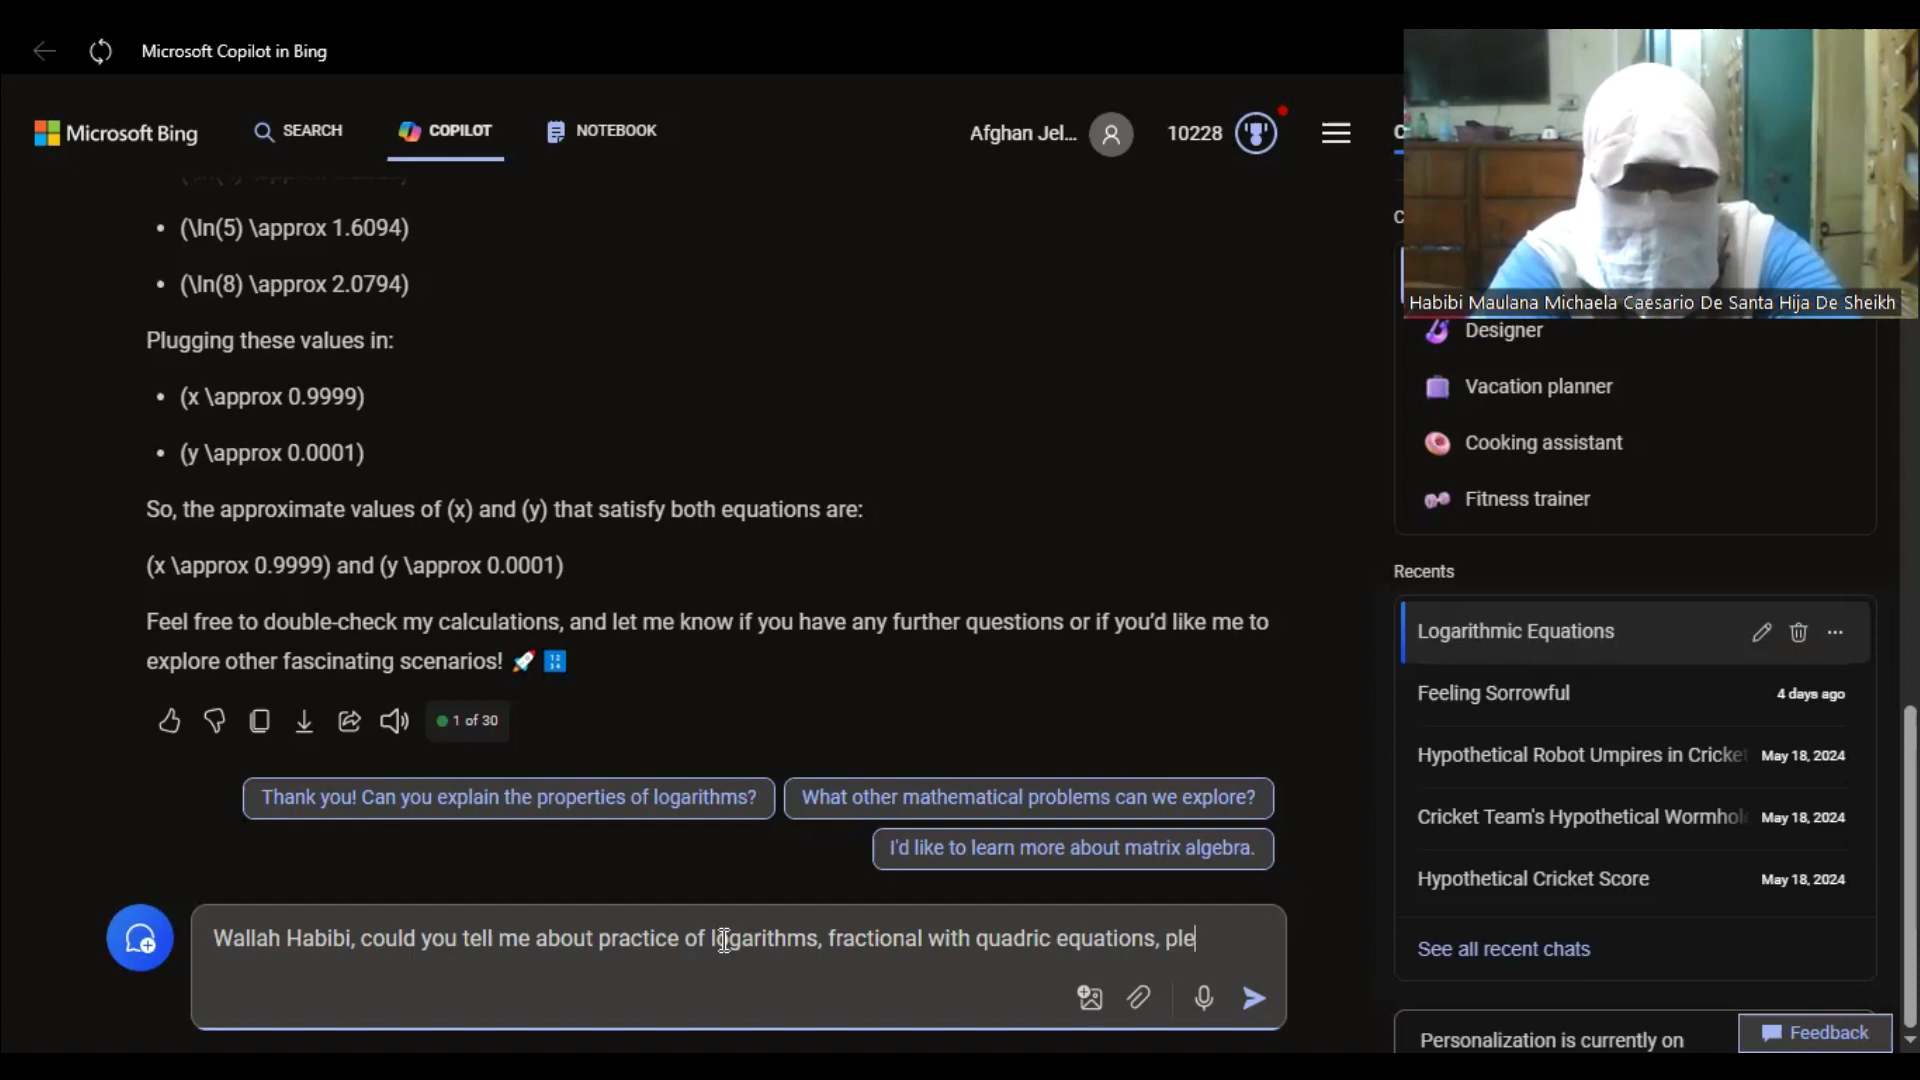 Microsoft Copilot in Bing
Microsoft Bing
SEARCH
COPILOT
NOTEBOOK
Afghan Jel...
10228
(\ln(5) \approx 1.6094)
(\ln(8) \approx 2.0794)
Plugging these values in:
(x \approx 0.9999)
(y \approx 0.0001)
So, the approximate values of (x) and (y) that satisfy both equations are:
(x \approx 0.9999) and (y \approx 0.0001)
Feel free to double-check my calculations, and let me know if you have any further questions or if you’d like me to
explore other fascinating scenarios! 🚀 🔢
1 of 30
Thank you! Can you explain the properties of logarithms?
What other mathematical problems can we explore?
I'd like to learn more about matrix algebra.
Wallah Habibi, could you tell me about practice of logarithms, fractional with quadric equations, ple
Habibi Maulana Michaela Caesario De Santa Hija De Sheikh
Designer
Vacation planner
Cooking assistant
Fitness trainer
Recents
Logarithmic Equations
Feeling Sorrowful 4 days ago
Hypothetical Robot Umpires in Cricke May 18, 2024
Cricket Team's Hypothetical Wormhol May 18, 2024
Hypothetical Cricket Score May 18, 2024
See all recent chats
Personalization is currently on
Feedback